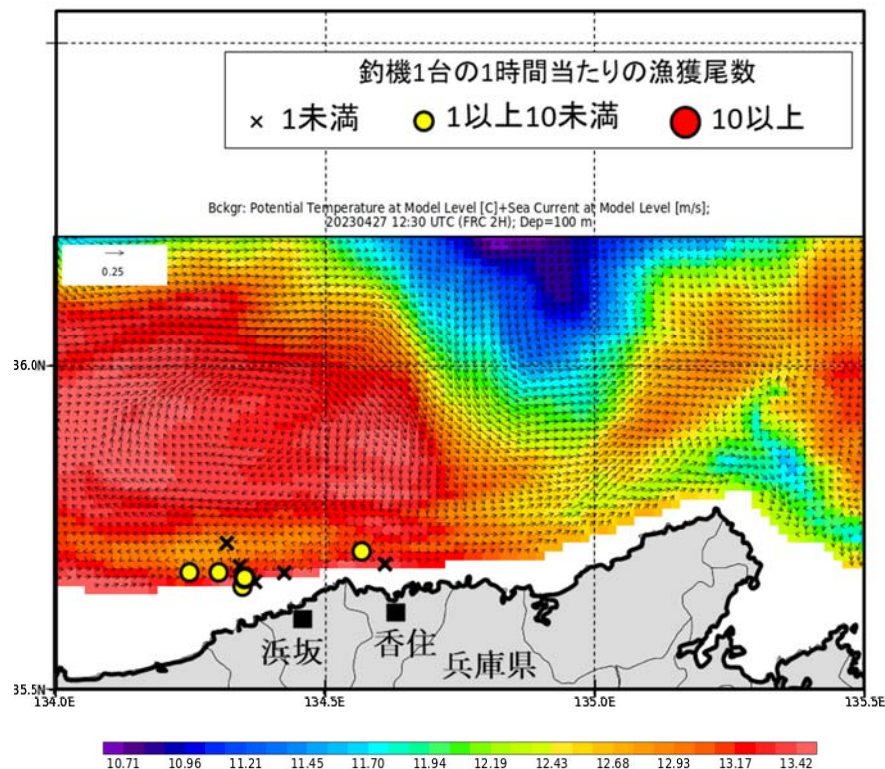 釣機1台の1時間当たりの漁獲尾数
× 1未満 1以上10未満 10以上
Bckgr: Potential Temperature at Model Level [C]+Sea Current at Model Level [m/s];
20230427 12:30 UTC (FRC 2H); Dep=100 m
0.25
36.0N
浜坂
香住
兵庫県
35.5N
134.0E 134.5E 135.0E 135.5E
10.71 10.96 11.21 11.45 11.70 11.94 12.19 12.43 12.68 12.93 13.17 13.42